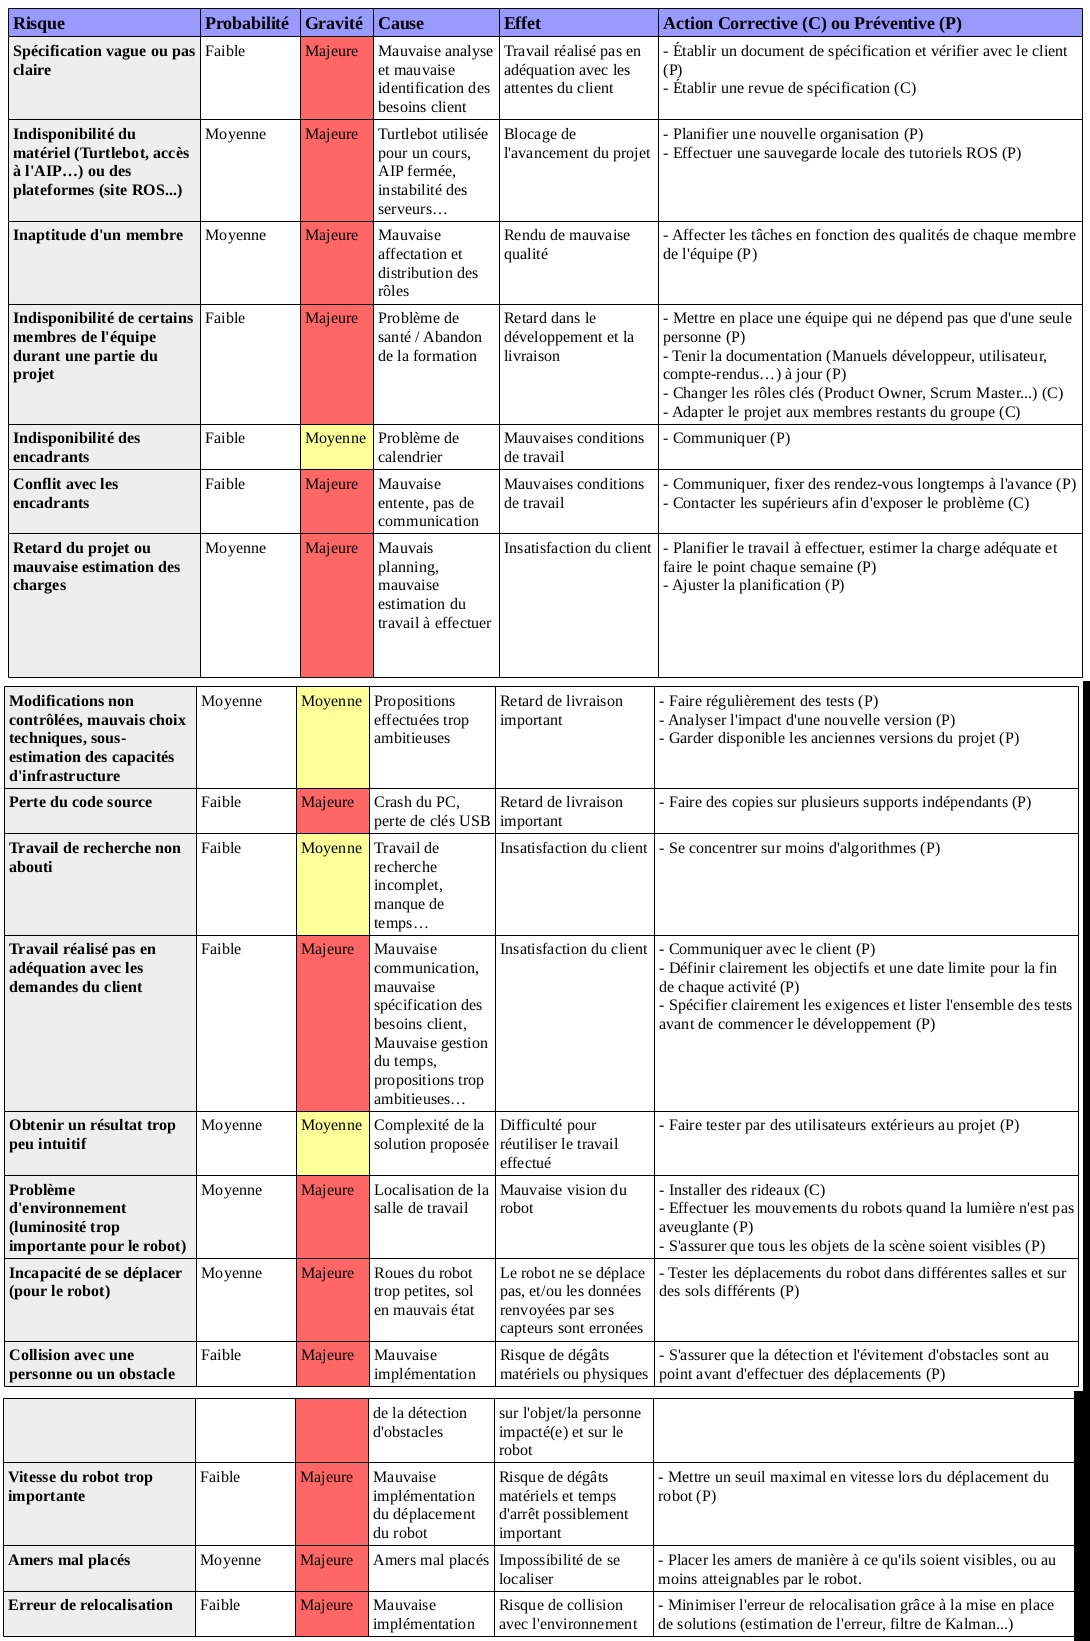 Risque Probabilité Gravité Cause Effet Action Corrective (C) ou Préventive (P)
Spécification vague ou pas Faible Majeure Mauvaise analyse Travail réalisé pas en - Établir un document de spécification et vérifier avec le client
claire et mauvaise adéquation avec les (P)
identification des attentes du client - Établir une revue de spécification (C)
besoins client
Indisponibilité du Moyenne Majeure Turtlebot utilisée Blocage de - Planifier une nouvelle organisation (P)
matériel (Turtlebot, accès pour un cours, l'avancement du projet - Effectuer une sauvegarde locale des tutoriels ROS (P)
à l'AIP…) ou des AIP fermée,
plateformes (site ROS...) instabilité des
serveurs…
Inaptitude d'un membre Moyenne Majeure Mauvaise Rendu de mauvaise - Affecter les tâches en fonction des qualités de chaque membre
affectation et qualité de l'équipe (P)
distribution des
rôles
Indisponibilité de certains Faible Majeure Problème de Retard dans le - Mettre en place une équipe qui ne dépend pas que d'une seule
membres de l'équipe santé / Abandon développement et la personne (P)
durant une partie du de la formation livraison - Tenir la documentation (Manuels développeur, utilisateur,
projet compte-rendus…) à jour (P)
- Changer les rôles clés (Product Owner, Scrum Master...) (C)
- Adapter le projet aux membres restants du groupe (C)
Indisponibilité des Faible Moyenne Problème de Mauvaises conditions - Communiquer (P)
encadrants calendrier de travail
Conflit avec les Faible Majeure Mauvaise Mauvaises conditions - Communiquer, fixer des rendez-vous longtemps à l'avance (P)
encadrants entente, pas de de travail - Contacter les supérieurs afin d'exposer le problème (C)
communication
Retard du projet ou Moyenne Majeure Mauvais Insatisfaction du client - Planifier le travail à effectuer, estimer la charge adéquate et
mauvaise estimation des planning, faire le point chaque semaine (P)
charges mauvaise - Ajuster la planification (P)
estimation du
travail à effectuer
Modifications non Moyenne Moyenne Propositions Retard de livraison - Faire régulièrement des tests (P)
contrôlées, mauvais choix effectuées trop important - Analyser l'impact d'une nouvelle version (P)
techniques, sous- ambitieuses - Garder disponible les anciennes versions du projet (P)
estimation des capacités
d'infrastructure
Perte du code source Faible Majeure Crash du PC, Retard de livraison - Faire des copies sur plusieurs supports indépendants (P)
perte de clés USB important
Travail de recherche non Faible Moyenne Travail de Insatisfaction du client - Se concentrer sur moins d'algorithmes (P)
abouti recherche
incomplet,
manque de
temps…
Travail réalisé pas en Faible Majeure Mauvaise Insatisfaction du client - Communiquer avec le client (P)
adéquation avec les communication, - Définir clairement les objectifs et une date limite pour la fin
demandes du client mauvaise de chaque activité (P)
spécification des - Spécifier clairement les exigences et lister l'ensemble des tests
besoins client, avant de commencer le développement (P)
Mauvaise gestion
du temps,
propositions trop
ambitieuses…
Obtenir un résultat trop Moyenne Moyenne Complexité de la Difficulté pour - Faire tester par des utilisateurs extérieurs au projet (P)
peu intuitif solution proposée réutiliser le travail
effectué
Problème Moyenne Majeure Localisation de la Mauvaise vision du - Installer des rideaux (C)
d'environnement salle de travail robot - Effectuer les mouvements du robots quand la lumière n'est pas
(luminosité trop aveuglante (P)
importante pour le robot) - S'assurer que tous les objets de la scène soient visibles (P)
Incapacité de se déplacer Moyenne Majeure Roues du robot Le robot ne se déplace - Tester les déplacements du robot dans différentes salles et sur
(pour le robot) trop petites, sol pas, et/ou les données des sols différents (P)
en mauvais état renvoyées par ses
capteurs sont erronées
Collision avec une Faible Majeure Mauvaise Risque de dégâts - S'assurer que la détection et l'évitement d'obstacles sont au
personne ou un obstacle implémentation matériels ou physiques point avant d'effectuer des déplacements (P)
de la détection sur l'objet/la personne
d'obstacles impacté(e) et sur le
robot
Vitesse du robot trop Faible Majeure Mauvaise Risque de dégâts - Mettre un seuil maximal en vitesse lors du déplacement du
importante implémentation matériels et temps robot (P)
du déplacement d'arrêt possiblement
du robot important
Amers mal placés Moyenne Majeure Amers mal placés Impossibilité de se - Placer les amers de manière à ce qu'ils soient visibles, ou au
localiser moins atteignables par le robot.
Erreur de relocalisation Faible Majeure Mauvaise Risque de collision - Minimiser l'erreur de relocalisation grâce à la mise en place
implémentation avec l'environnement de solutions (estimation de l'erreur, filtre de Kalman...)